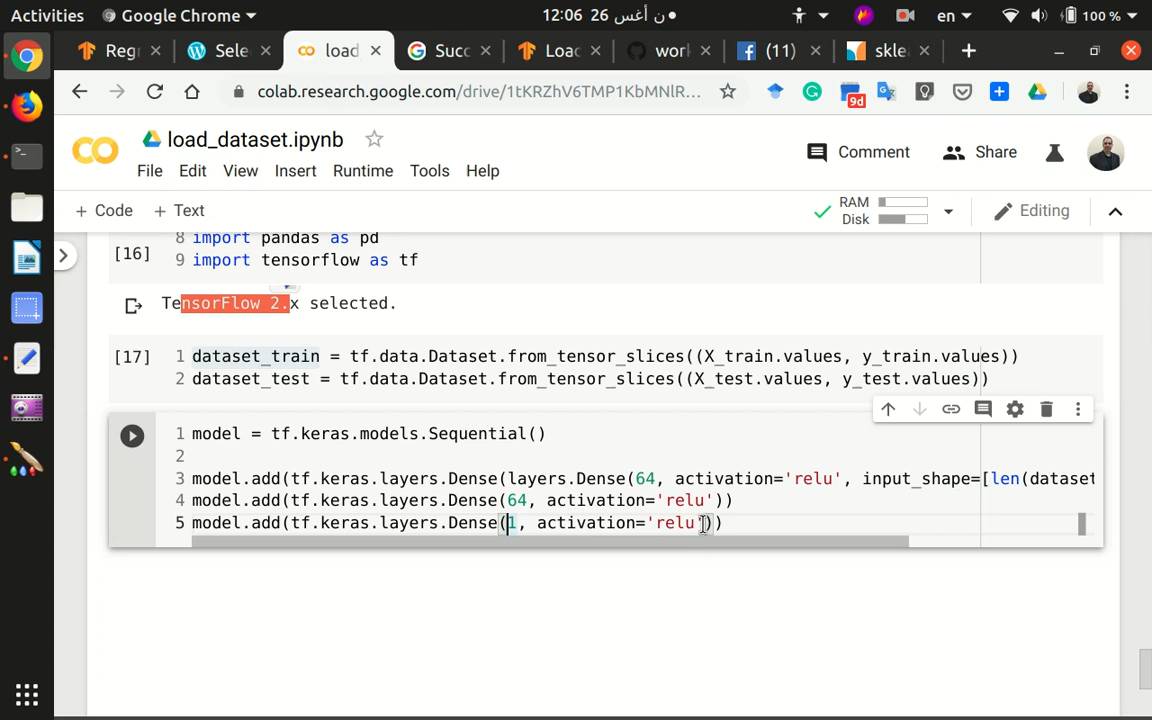 Activities Google Chrome ن أغس 26 12:06 en 100 %
Regr Sele load Succ Loac worl (11) skle
colab.research.google.com/drive/1tKRZhV6TMP1KbMNlR...
9d
load_dataset.ipynb
Comment Share
File Edit View Insert Runtime Tools Help
+ Code + Text RAM Disk Editing
8 import pandas as pd
[16] 9 import tensorflow as tf
TensorFlow 2.x selected.
[17] 1 dataset_train = tf.data.Dataset.from_tensor_slices((X_train.values, y_train.values))
2 dataset_test = tf.data.Dataset.from_tensor_slices((X_test.values, y_test.values))
1 model = tf.keras.models.Sequential()
2
3 model.add(tf.keras.layers.Dense(layers.Dense(64, activation='relu', input_shape=[len(dataset
4 model.add(tf.keras.layers.Dense(64, activation='relu'))
5 model.add(tf.keras.layers.Dense(1, activation='relu'))